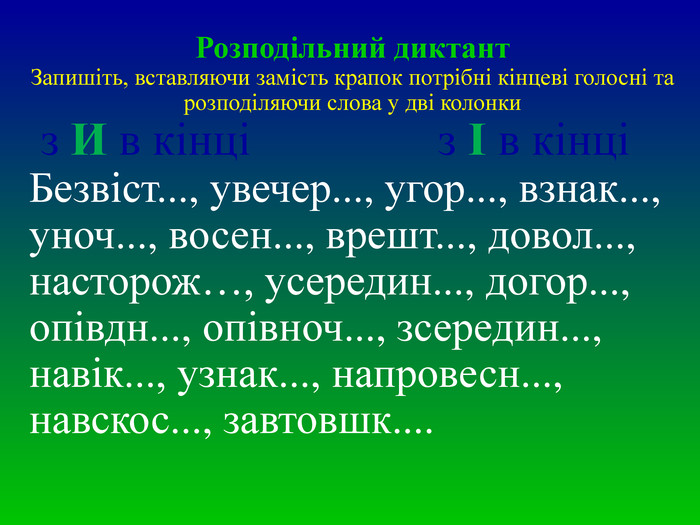 Розподільний диктант
Запишіть, вставляючи замість крапок потрібні кінцеві голосні та
розподіляючи слова у дві колонки
з И в кінці з І в кінці
Безвіст..., увечер..., угор..., взнак...,
уноч..., восен..., врешт..., довол...,
насторож…, усередин..., догор...,
опівдн..., опівноч..., зсередин...,
навік..., узнак..., напровесн...,
навскос..., завтовшк....